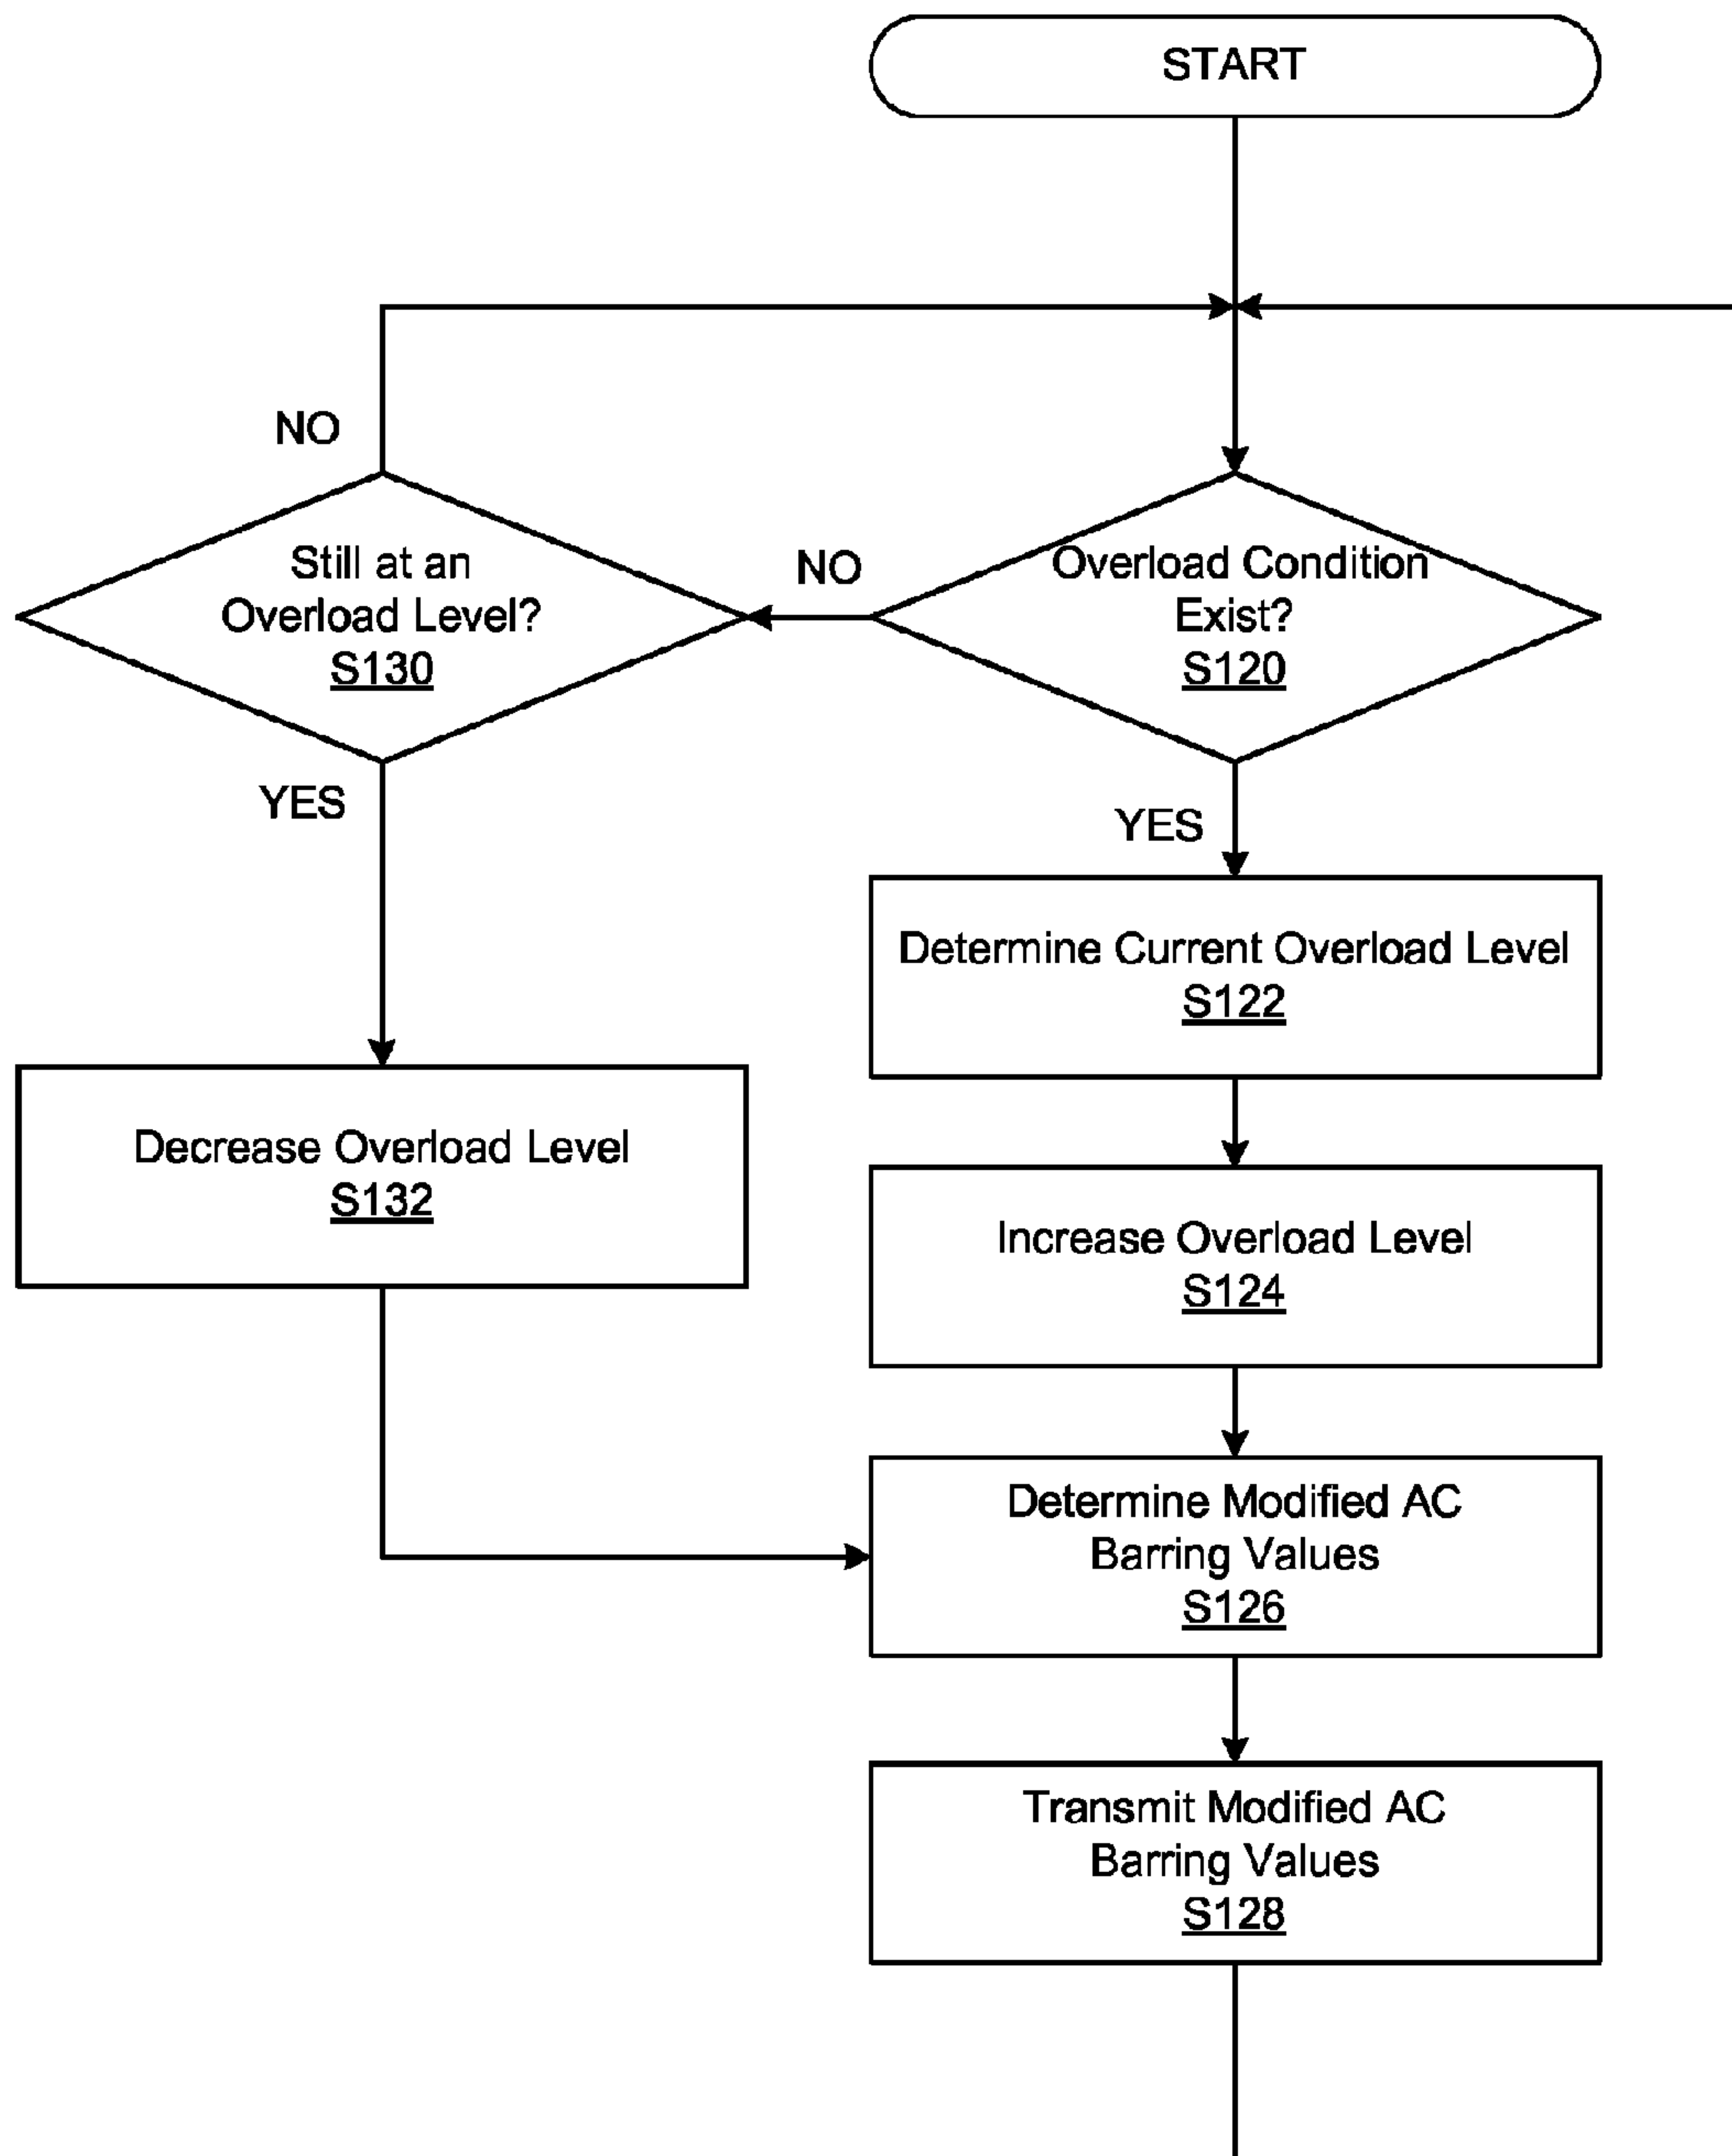 START
NO
Still at an
Overload Level?
S130
NO
Overload Condition
Exist?
S120
YES
YES
Determine Current Overload Level
S122
Decrease Overload Level
S132
Increase Overload Level
S124
Determine Modified AC
Barring Values
S126
Transmit Modified AC
Barring Values
S128